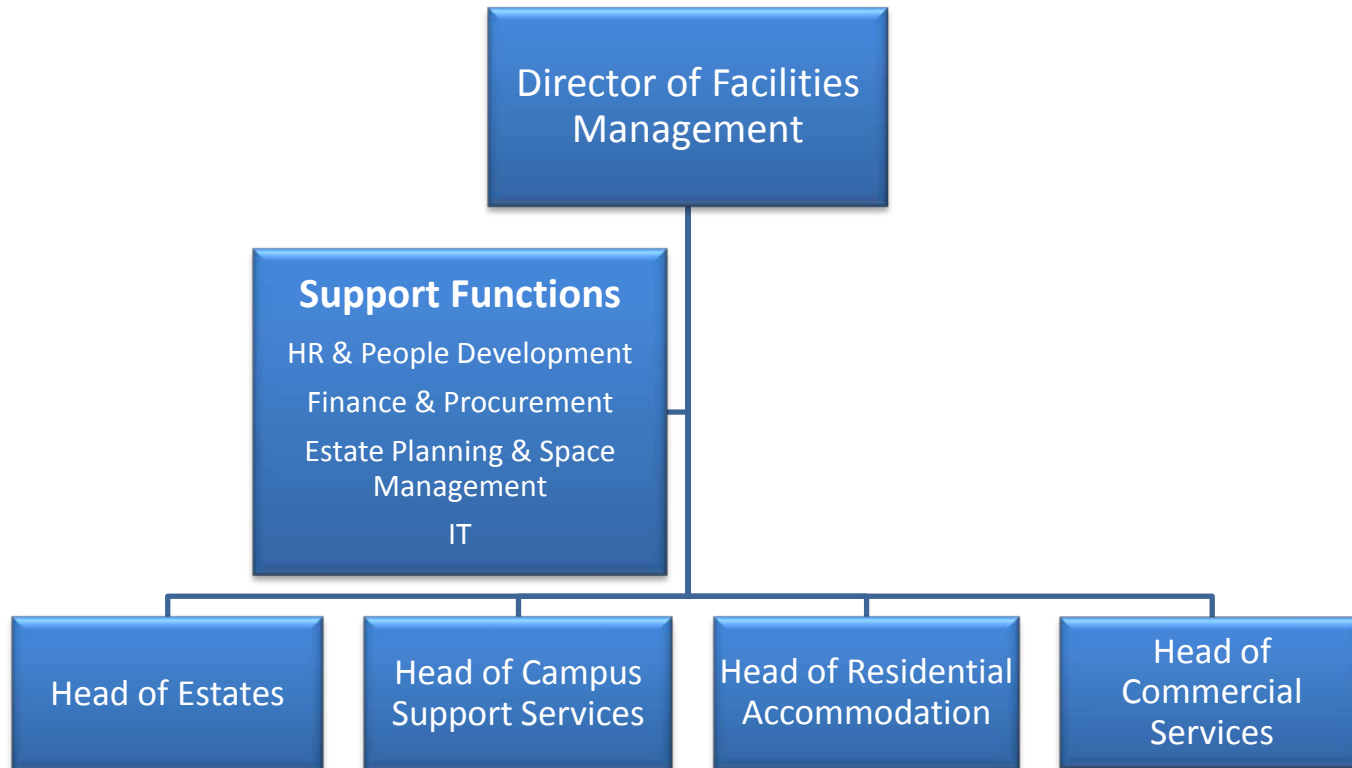 Director of Facilities
Management
Support Functions
HR & People Development
Finance & Procurement
Estate Planning & Space
Management
IT
Head of Estates
Head of Campus
Support Services
Head of Residential
Accommodation
Head of
Commercial
Services